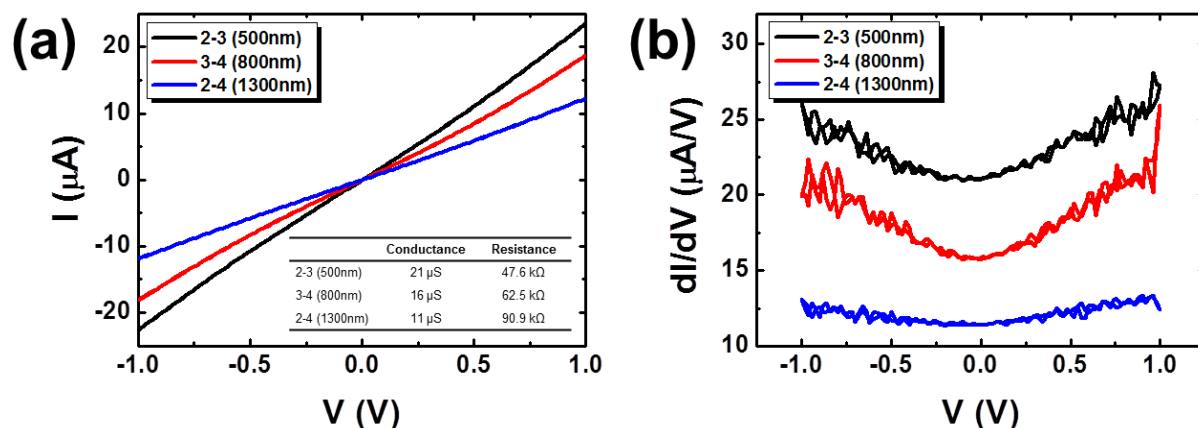 (a)
2-3 (500nm)
3-4 (800nm)
2-4 (1300nm)
I (μA)
20
10
0
-10
-20
-1.0 -0.5 0.0 0.5 1.0
V (V)
Conductance Resistance
2-3 (500nm) 21 μS 47.6 kΩ
3-4 (800nm) 16 μS 62.5 kΩ
2-4 (1300nm) 11 μS 90.9 kΩ
(b)
2-3 (500nm)
3-4 (800nm)
2-4 (1300nm)
dI/dV (μA/V)
30
25
20
15
10
-1.0 -0.5 0.0 0.5 1.0
V (V)